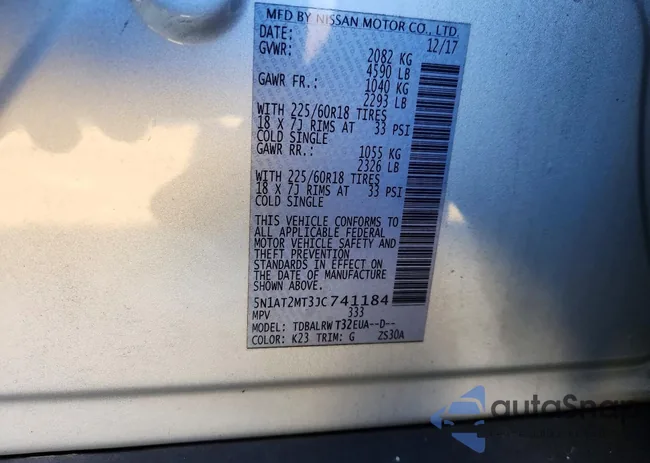 MFD BY NISSAN MOTOR CO., LTD.
DATE: 12/17
GVWR: 2082 KG
4590 LB
GAWR FR.: 1040 KG
2293 LB
WITH 225/60R18 TIRES
18 X 7J RIMS AT 33 PSI
COLD SINGLE
GAWR RR.: 1055 KG
2326 LB
WITH 225/60R18 TIRES
18 X 7J RIMS AT 33 PSI
COLD SINGLE
THIS VEHICLE CONFORMS TO
ALL APPLICABLE FEDERAL
MOTOR VEHICLE SAFETY AND
THEFT PREVENTION
STANDARDS IN EFFECT ON
THE DATE OF MANUFACTURE
SHOWN ABOVE.
5N1AT2MT3JC741184
MPV 333
MODEL: TDBALRW T32EUA--D--
COLOR: K23 TRIM: G ZS30A
autoSnap